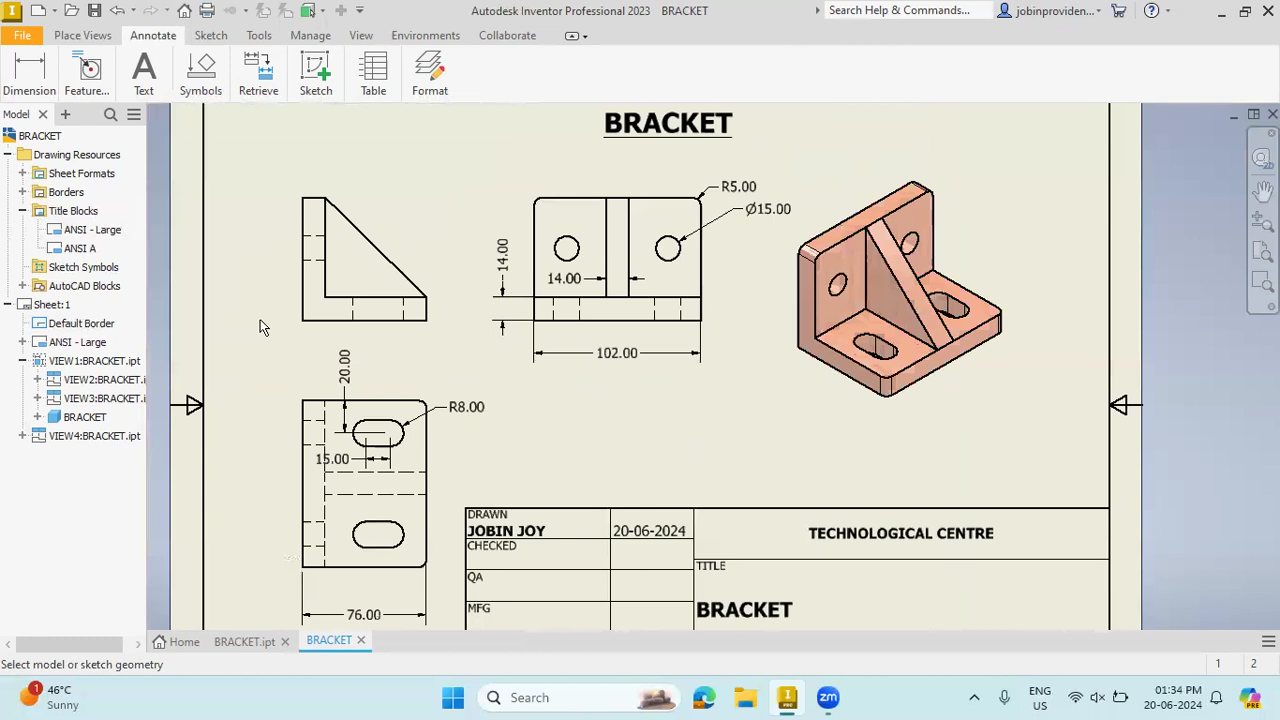 Autodesk Inventor Professional 2023 BRACKET
Search Help & Commands...
jobinproviden...
File Place Views Annotate Sketch Tools Manage View Environments Collaborate
Dimension Feature... Text Symbols Retrieve Sketch Table Format
Model
BRACKET
Drawing Resources
Sheet Formats
Borders
Title Blocks
ANSI - Large
ANSI A
Sketch Symbols
AutoCAD Blocks
Sheet:1
Default Border
ANSI - Large
VIEW1:BRACKET.ipt
VIEW2:BRACKET.i
VIEW3:BRACKET.i
BRACKET
VIEW4:BRACKET.ipt
BRACKET
R5.00
Ø15.00
14.00
14.00
102.00
20.00
R8.00
15.00
76.00
DRAWN
JOBIN JOY
20-06-2024
CHECKED
QA
MFG
TECHNOLOGICAL CENTRE
TITLE
BRACKET
Home BRACKET.ipt BRACKET
Select model or sketch geometry
1 2
1
46°C
Sunny
Search
PRO
zm
ENG
US
01:34 PM
20-06-2024
PRE